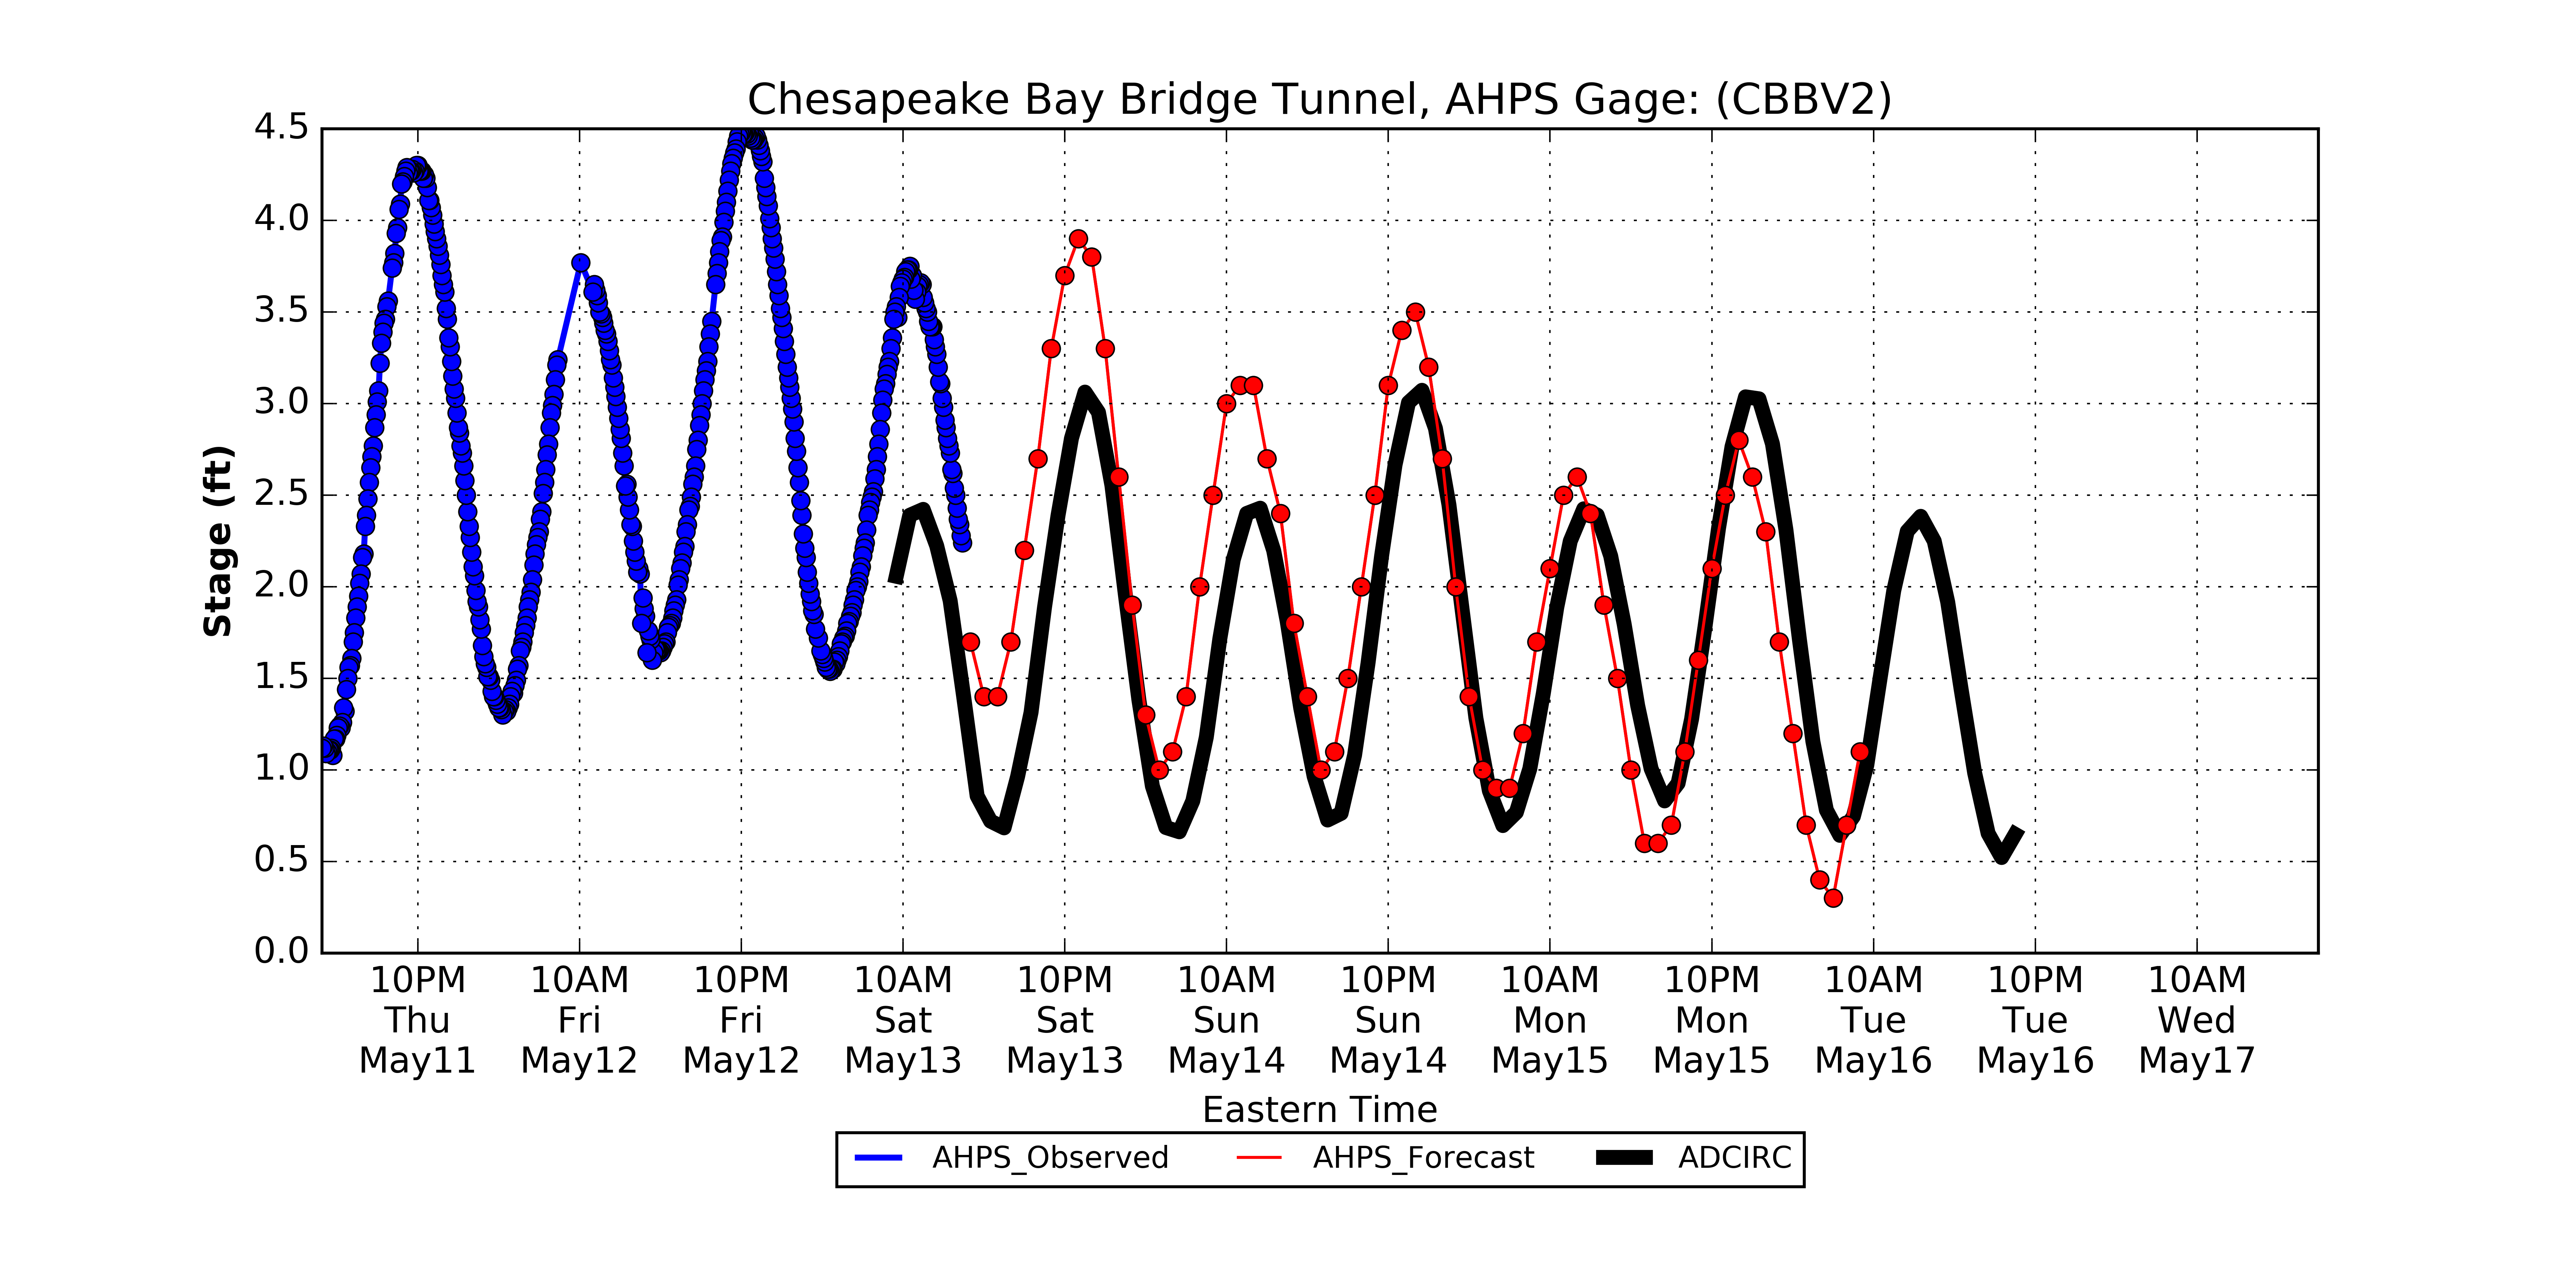 Chesapeake Bay Bridge Tunnel, AHPS Gage: (CBBV2)
4.5
4.0
3.5
3.0
2.5
2.0
1.5
1.0
0.5
0.0
Stage (ft)
10PM 10AM 10PM 10AM 10PM 10AM 10PM 10AM 10PM 10AM 10PM 10AM
Thu Fri Fri Sat Sat Sun Sun Mon Mon Tue Tue Wed
May11 May12 May12 May13 May13 May14 May14 May15 May15 May16 May16 May17
Eastern Time
AHPS_Observed AHPS_Forecast ADCIRC